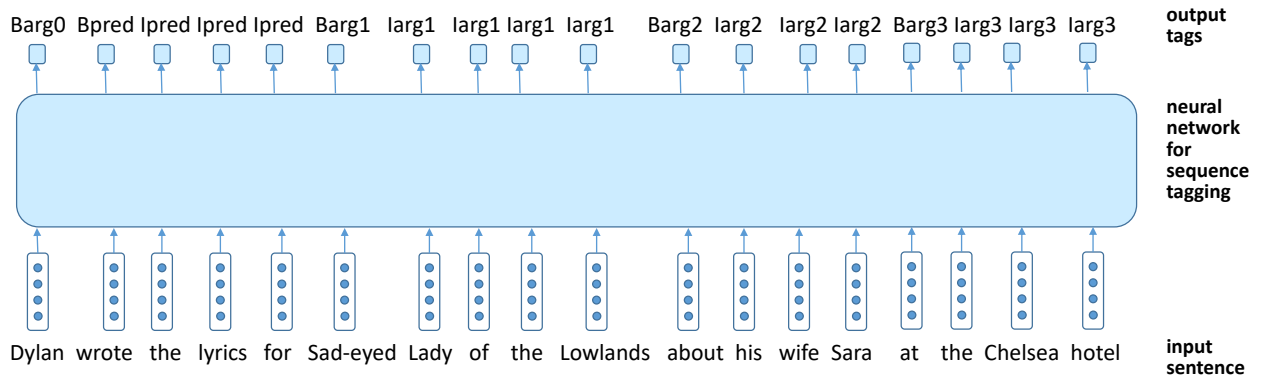 Barg0 Bpred Ipred Ipred Ipred Barg1 Iarg1 Iarg1 Iarg1 Iarg1 Barg2 Iarg2 Iarg2 Iarg2 Barg3 Iarg3 Iarg3 Iarg3
output
tags
neural
network
for
sequence
tagging
Dylan wrote the lyrics for Sad-eyed Lady of the Lowlands about his wife Sara at the Chelsea hotel
input
sentence